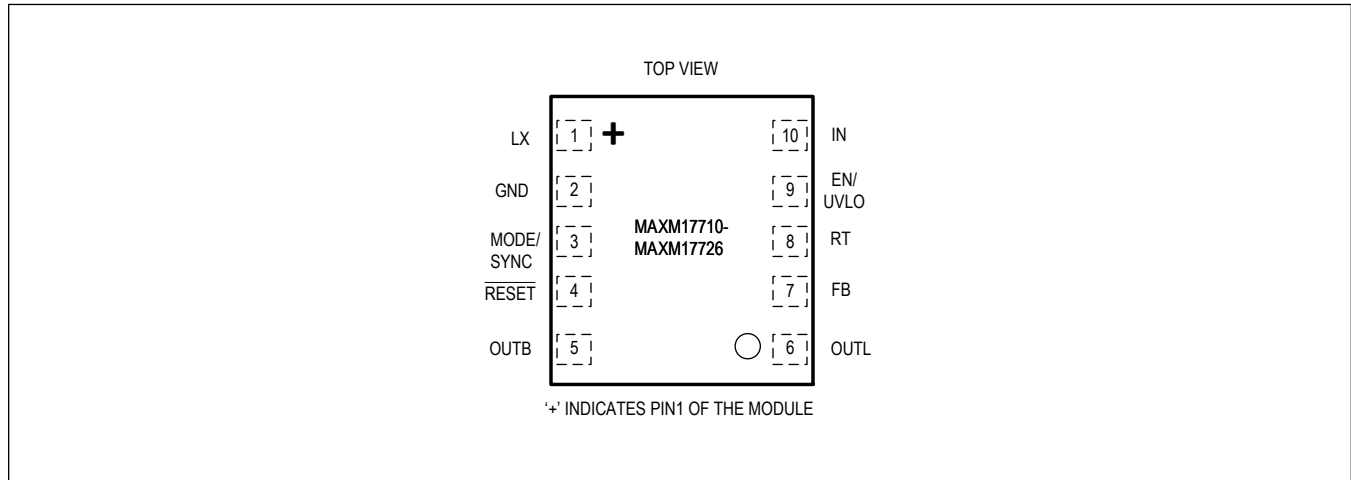 TOP VIEW
LX
1
+
10
IN
GND
2
9
EN/
UVLO
MAXM17710-
MAXM17726
MODE/
SYNC
3
8
RT
RESET
4
7
FB
OUTB
5
6
OUTL
‘+’ INDICATES PIN1 OF THE MODULE